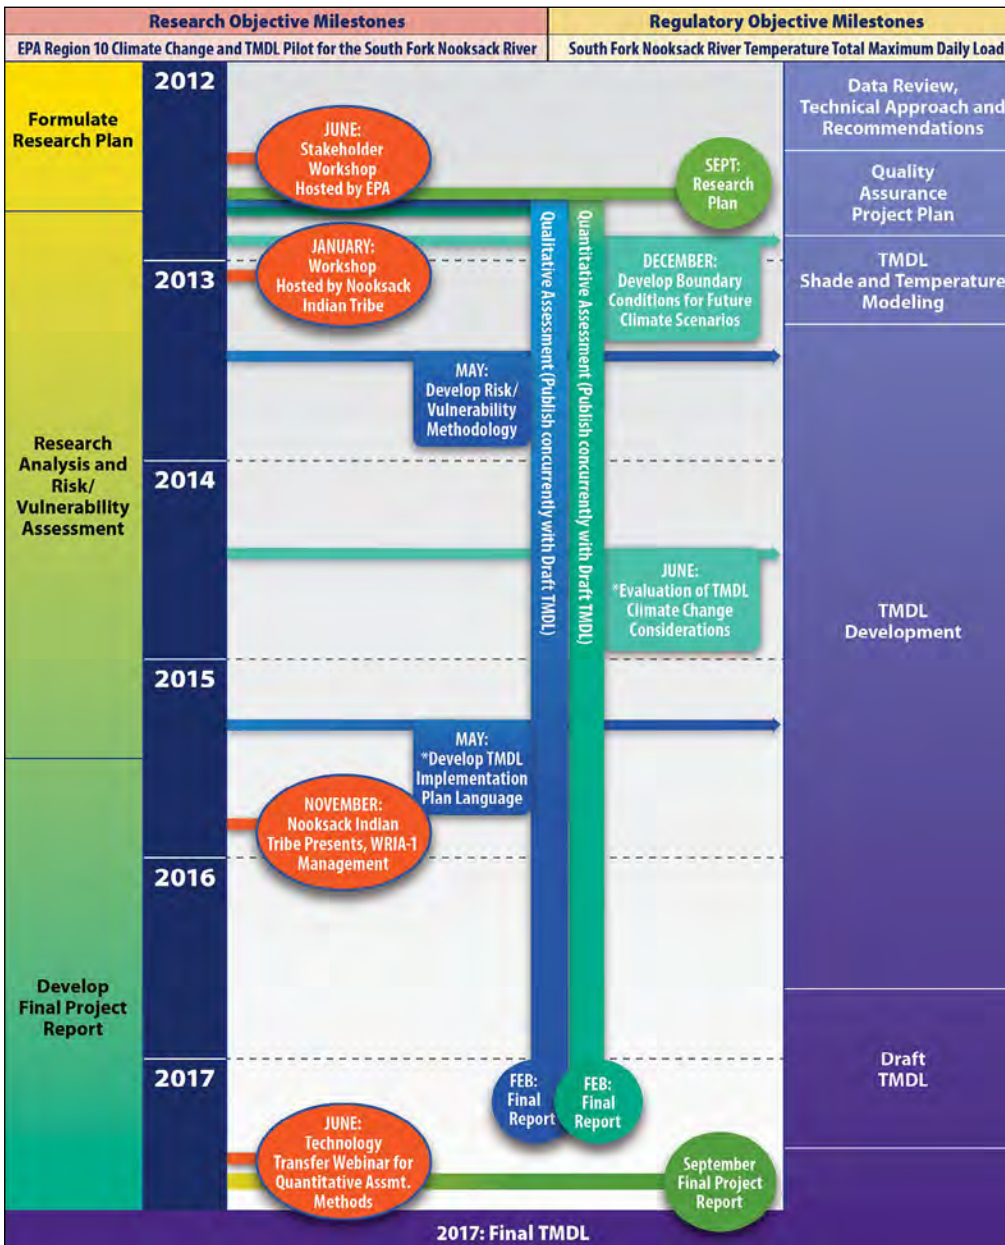 Research Objective Milestones
Regulatory Objective Milestones
EPA Region 10 Climate Change and TMDL Pilot for the South Fork Nooksack River
South Fork Nooksack River Temperature Total Maximum Daily Load
Formulate
Research Plan
Research
Analysis and
Risk/
Vulnerability
Assessment
Develop
Final Project
Report
2012
2013
2014
2015
2016
2017
JUNE:
Stakeholder
Workshop
Hosted by EPA
SEPT:
Research
Plan
JANUARY:
Workshop
Hosted by Nooksack
Indian Tribe
DECEMBER:
Develop Boundary
Conditions for Future
Climate Scenarios
MAY:
Develop Risk/
Vulnerability
Methodology
Qualitative Assessment (Publish concurrently with Draft TMDL)
Quantitative Assessment (Publish concurrently with Draft TMDL)
JUNE:
*Evaluation of TMDL
Climate Change
Considerations
MAY:
*Develop TMDL
Implementation
Plan Language
NOVEMBER:
Nooksack Indian
Tribe Presents, WRIA-1
Management
FEB:
Final
Report
FEB:
Final
Report
JUNE:
Technology
Transfer Webinar for
Quantitative Assmt.
Methods
September
Final Project
Report
Data Review,
Technical Approach and
Recommendations
Quality
Assurance
Project Plan
TMDL
Shade and Temperature
Modeling
TMDL
Development
Draft
TMDL
2017: Final TMDL